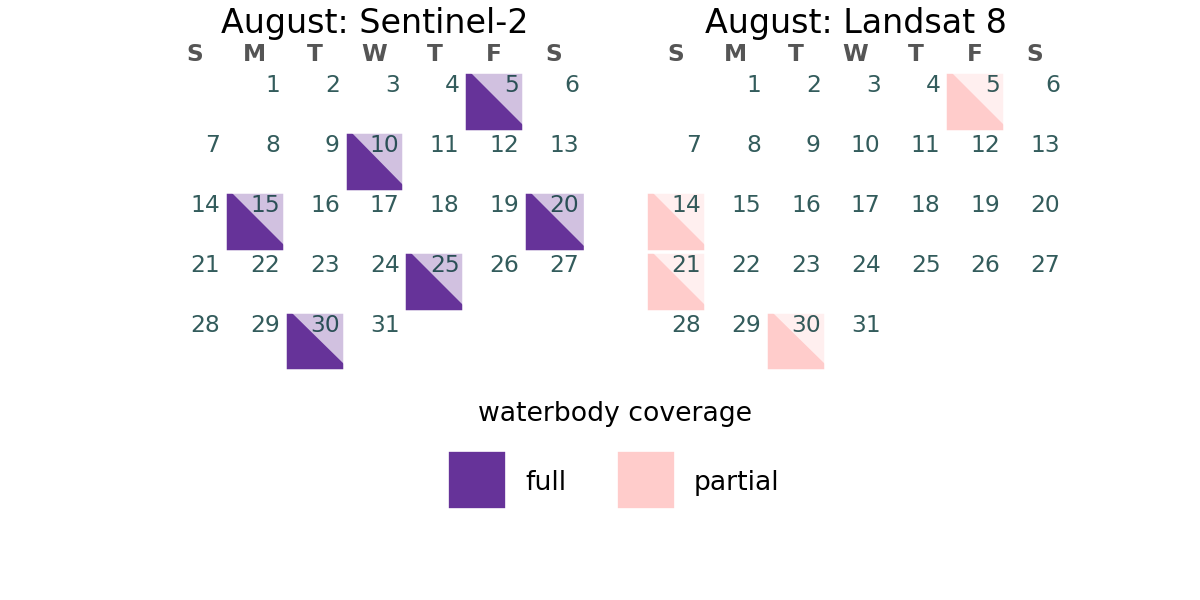 August: Sentinel-2
S M T W T F S
1 2 3 4 5 6
7 8 9 10 11 12 13
14 15 16 17 18 19 20
21 22 23 24 25 26 27
28 29 30 31
August: Landsat 8
S M T W T F S
1 2 3 4 5 6
7 8 9 10 11 12 13
14 15 16 17 18 19 20
21 22 23 24 25 26 27
28 29 30 31
waterbody coverage
full partial